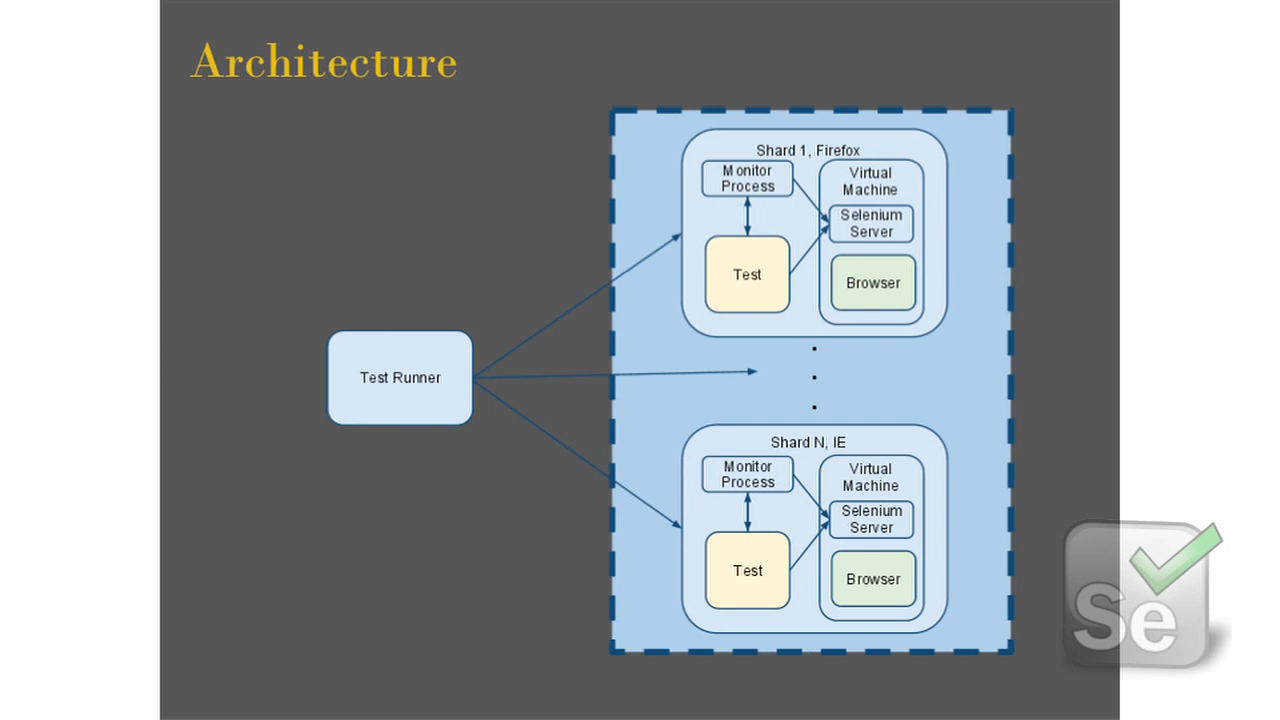 Architecture
Shard 1, Firefox
Monitor
Process
Virtual
Machine
Selenium
Server
Test
Browser
Test Runner
Shard N, IE
Monitor
Process
Virtual
Machine
Selenium
Server
Test
Browser
Se